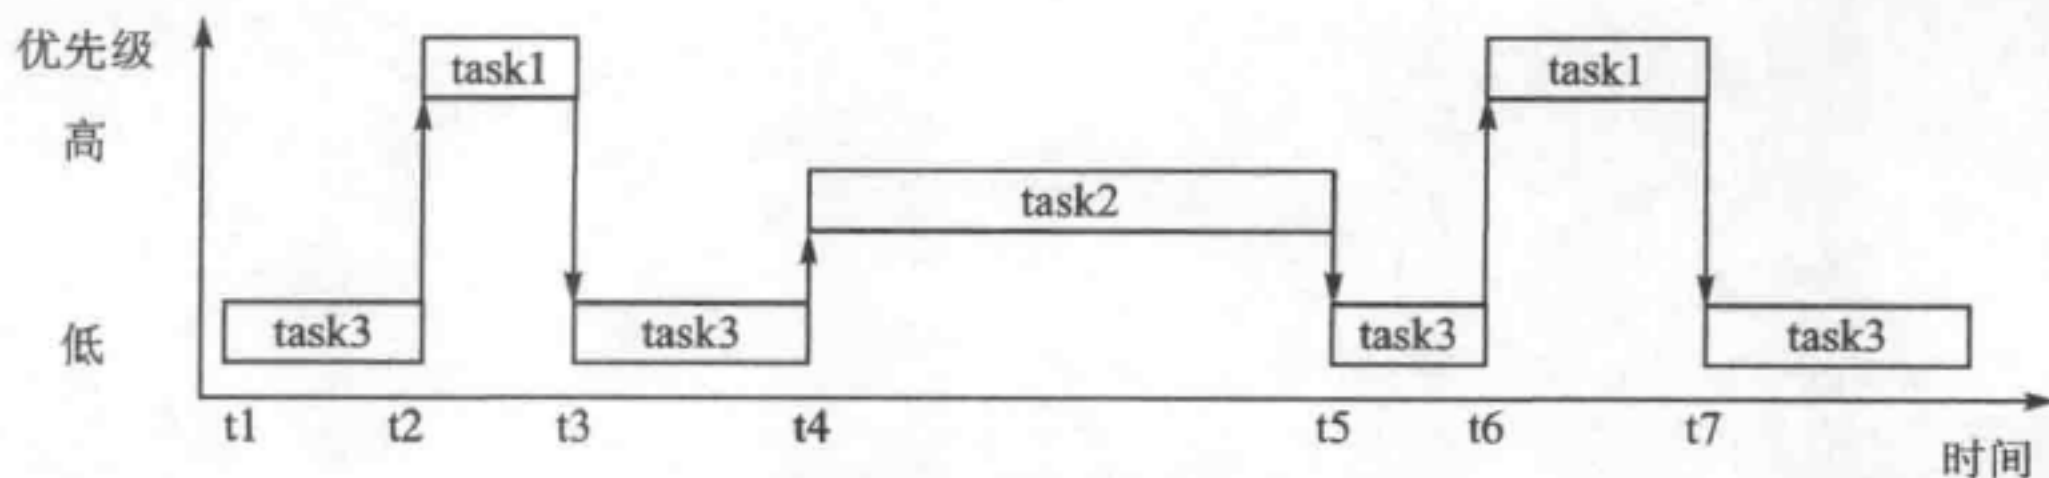 优先级
高
低
task1
task1
task2
task3
task3
task3
task3
t1 t2 t3 t4 t5 t6 t7
时间